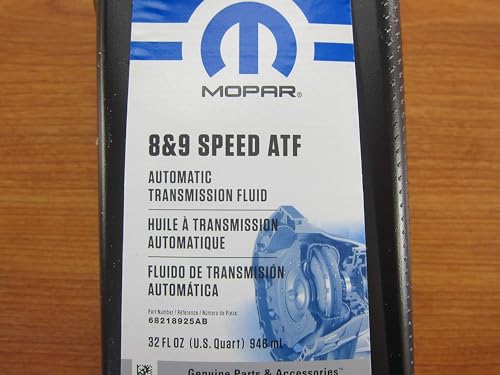 MOPAR®
8&9 SPEED ATF
AUTOMATIC
TRANSMISSION FLUID
HUILE À TRANSMISSION
AUTOMATIQUE
FLUIDO DE TRANSMISIÓN
AUTOMÁTICA
Part Number / Référence / Número de Pieza:
68218925AB
32 FL OZ (U.S. Quart) 946 ml
Genuine Parts & Accessories™